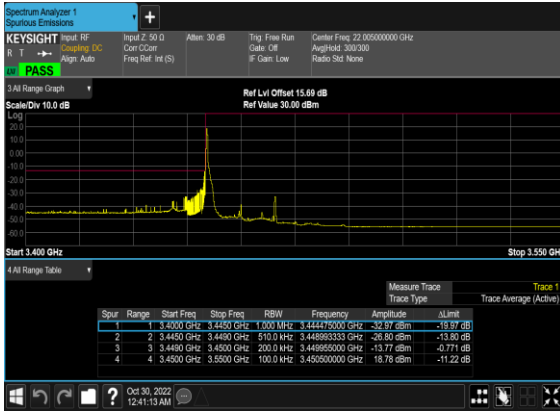 Spectrum Analyzer 1
Spurious Emissions
+
KEYSIGHT
R T
Input: RF
Coupling: DC
Align: Auto
Input Z: 50 Ω
Corr CCorr
Freq Ref: Int (S)
Atten: 30 dB
Trig: Free Run
Gate: Off
IF Gain: Low
Center Freq: 22.005000000 GHz
Avg|Hold: 300/300
Radio Std: None
PASS
3 All Range Graph
Scale/Div 10.0 dB
Ref Lvl Offset 15.69 dB
Ref Value 30.00 dBm
Log
20.0
10.0
0.00
-10.0
-20.0
-30.0
-40.0
-50.0
-60.0
Start 3.400 GHz
Stop 3.550 GH
4 All Range Table
Measure Trace Trace 1
Trace Type Trace Average (Active)
Spur Range Start Freq Stop Freq RBW Frequency Amplitude ΔLimit
1 1 3.4000 GHz 3.4450 GHz 1.000 MHz 3.444475000 GHz -32.97 dBm -19.97 dB
2 2 3.4450 GHz 3.4490 GHz 510.0 kHz 3.448993333 GHz -26.80 dBm -13.80 dB
3 3 3.4490 GHz 3.4500 GHz 200.0 kHz 3.449955000 GHz -13.77 dBm -0.771 dB
4 4 3.4500 GHz 3.5500 GHz 100.0 kHz 3.450500000 GHz 18.78 dBm -11.22 dB
?
Oct 30, 2022
12:41:13 AM